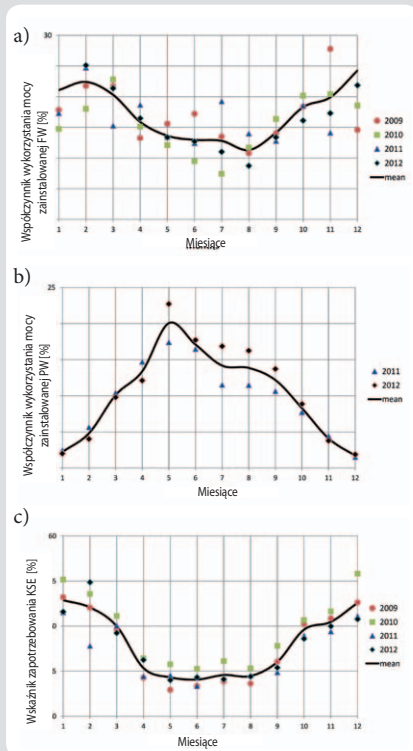 a)
Współczynnik wykorzystania mocy
zainstalowanej FW [%]
30
1 2 3 4 5 6 7 8 9 10 11 12
Miesiące
2009
2010
2011
2012
mean
b)
Współczynnik wykorzystania mocy
zainstalowanej PW [%]
25
1 2 3 4 5 6 7 8 9 10 11 12
Miesiące
2011
2012
mean
c)
Wskaźnik zapotrzebowania KSE [%]
60
5
0
5
0
1 2 3 4 5 6 7 8 9 10 11 12
Miesiące
2009
2010
2011
2012
mean